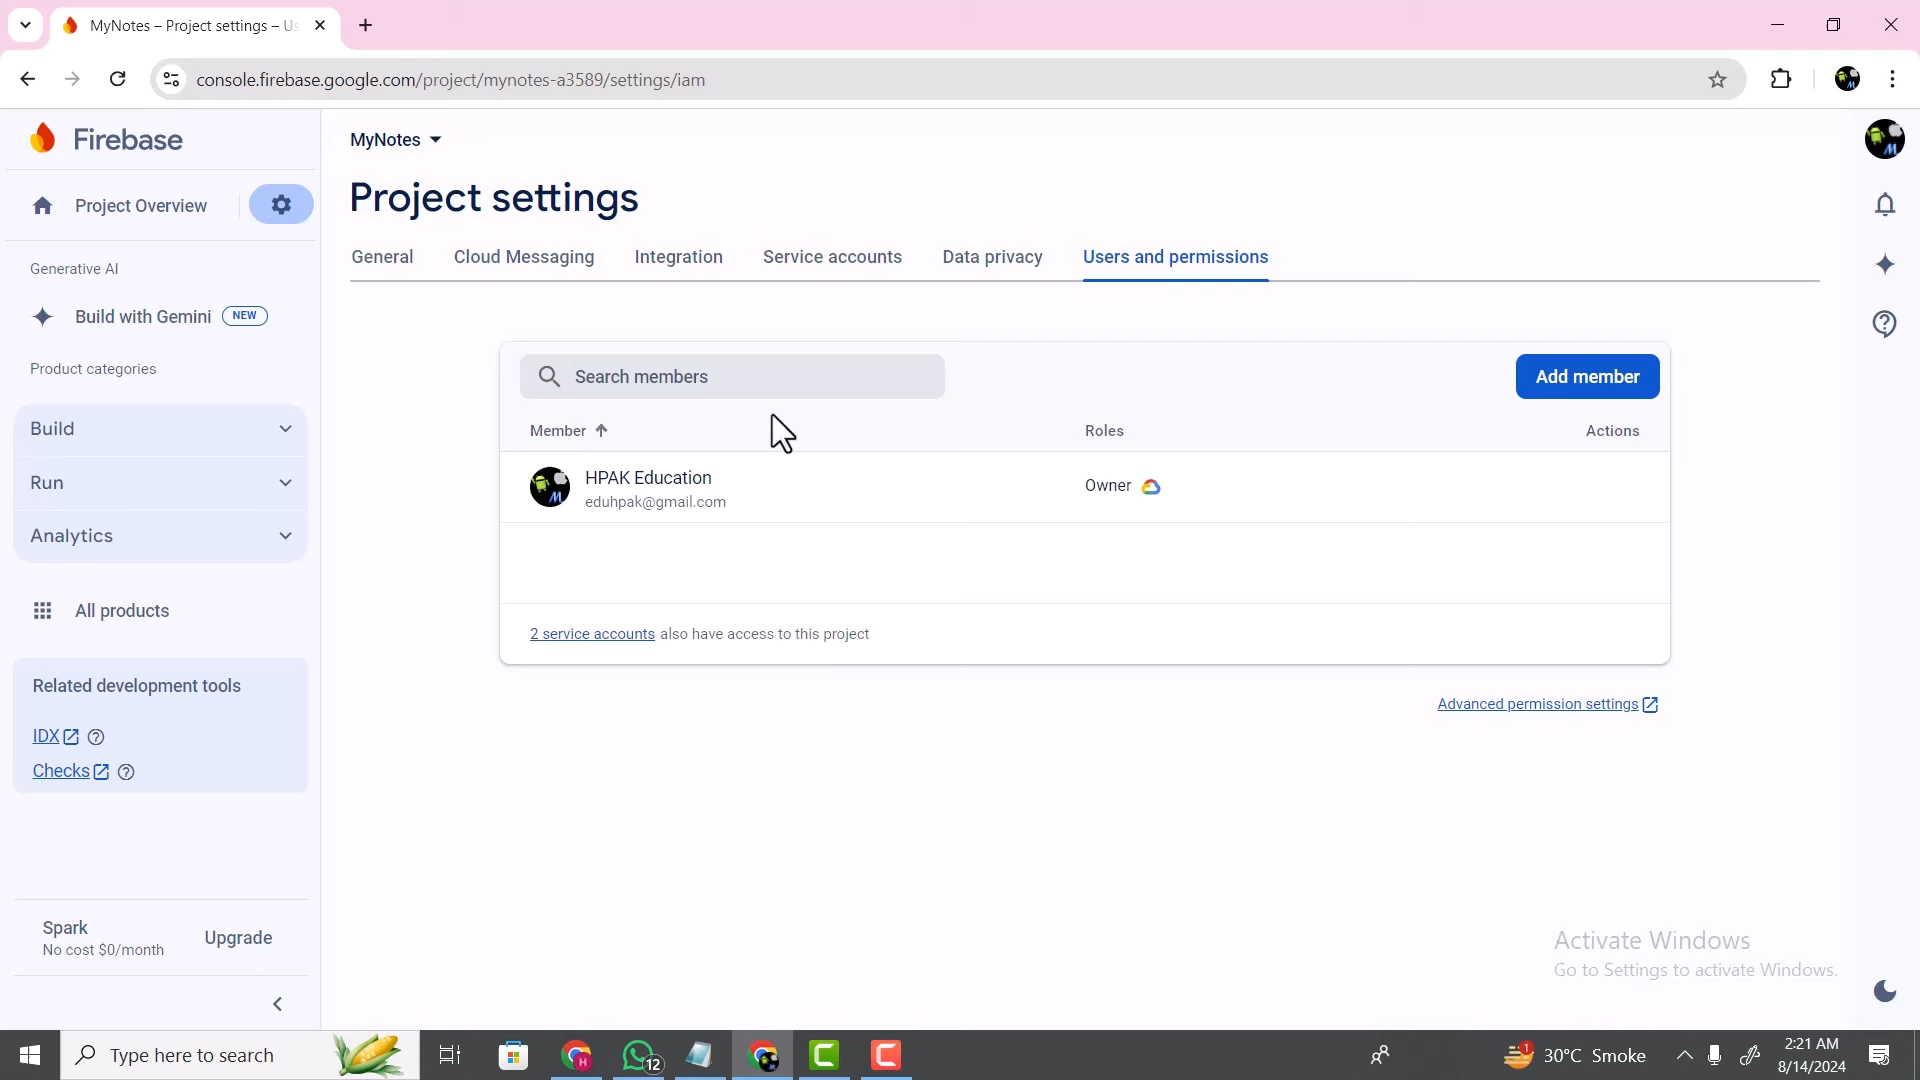 MyNotes – Project settings – Us
console.firebase.google.com/project/mynotes-a3589/settings/iam
Firebase
MyNotes
Project Overview
Project settings
General
Cloud Messaging
Integration
Service accounts
Data privacy
Users and permissions
Generative AI
Build with Gemini
NEW
Product categories
Build
Run
Analytics
All products
Related development tools
IDX
Checks
Spark
No cost $0/month
Upgrade
Search members
Add member
Member
Roles
Actions
HPAK Education
eduhpak@gmail.com
Owner
2 service accounts also have access to this project
Advanced permission settings
Activate Windows
Go to Settings to activate Windows.
Type here to search
12
1
30°C Smoke
2:21 AM
8/14/2024